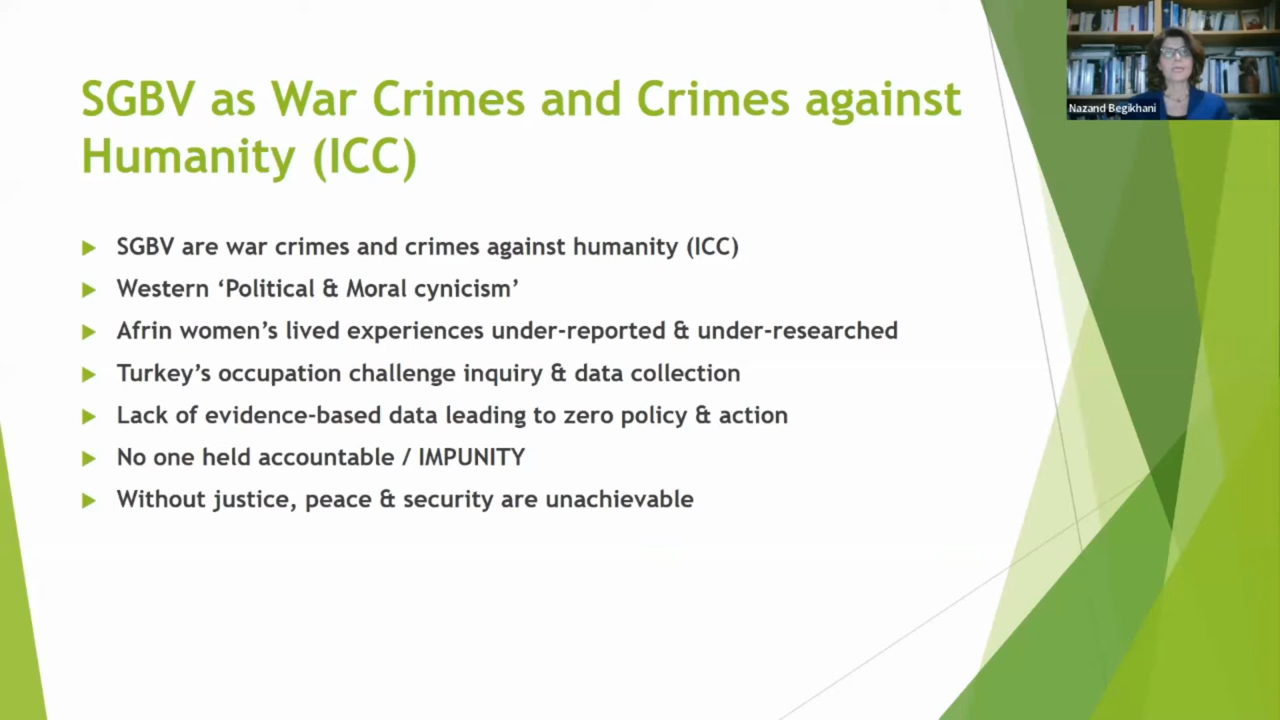 SGBV as War Crimes and Crimes against
Humanity (ICC)
Nazand Begikhani
SGBV are war crimes and crimes against humanity (ICC)
Western ‘Political & Moral cynicism’
Afrin women’s lived experiences under-reported & under-researched
Turkey’s occupation challenge inquiry & data collection
Lack of evidence-based data leading to zero policy & action
No one held accountable / IMPUNITY
Without justice, peace & security are unachievable